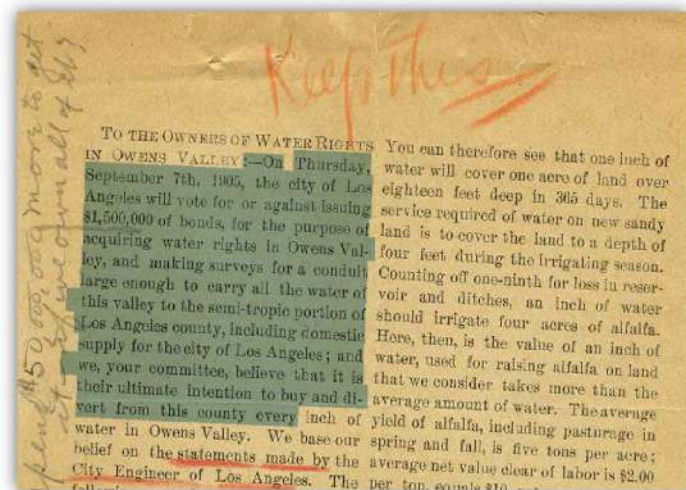 Keep This
TO THE OWNERS OF WATER RIGHTS
IN OWENS VALLEY:—On Thursday,
September 7th, 1905, the city of Los
Angeles will vote for or against issuing
$1,500,000 of bonds, for the purpose of
acquiring water rights in Owens Val-
ley, and making surveys for a conduit
large enough to carry all the water of
this valley to the semi-tropic portion of
Los Angeles county, including domestic
supply for the city of Los Angeles; and
we, your committee, believe that it is
their ultimate intention to buy and di-
vert from this county every inch of
water in Owens Valley. We base our
belief on the statements made by the
City Engineer of Los Angeles. The
You can therefore see that one inch of
water will cover one acre of land over
eighteen feet deep in 365 days. The
service required of water on new sandy
land is to cover the land to a depth of
four feet during the irrigating season.
Counting off one-ninth for loss in reser-
voir and ditches, an inch of water
should irrigate four acres of alfalfa.
Here, then, is the value of an inch of
water, used for raising alfalfa on land
that we consider takes more than the
average amount of water. The average
yield of alfalfa, including pasturage in
spring and fall, is five tons per acre;
average net value clear of labor is $2.00
per ton, equals $10
more to get
we own all of